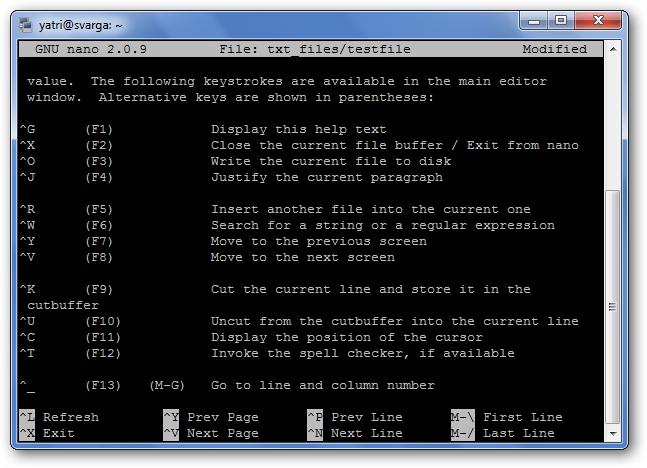 yatri@svarga: ~
GNU nano 2.0.9 File: txt_files/testfile Modified
value. The following keystrokes are available in the main editor
window. Alternative keys are shown in parentheses:
^G (F1) Display this help text
^X (F2) Close the current file buffer / Exit from nano
^O (F3) Write the current file to disk
^J (F4) Justify the current paragraph
^R (F5) Insert another file into the current one
^W (F6) Search for a string or a regular expression
^Y (F7) Move to the previous screen
^V (F8) Move to the next screen
^K (F9) Cut the current line and store it in the
cutbuffer
^U (F10) Uncut from the cutbuffer into the current line
^C (F11) Display the position of the cursor
^T (F12) Invoke the spell checker, if available
^_ (F13) (M-G) Go to line and column number
^L Refresh ^Y Prev Page ^P Prev Line M-\ First Line
^X Exit ^V Next Page ^N Next Line M-/ Last Line